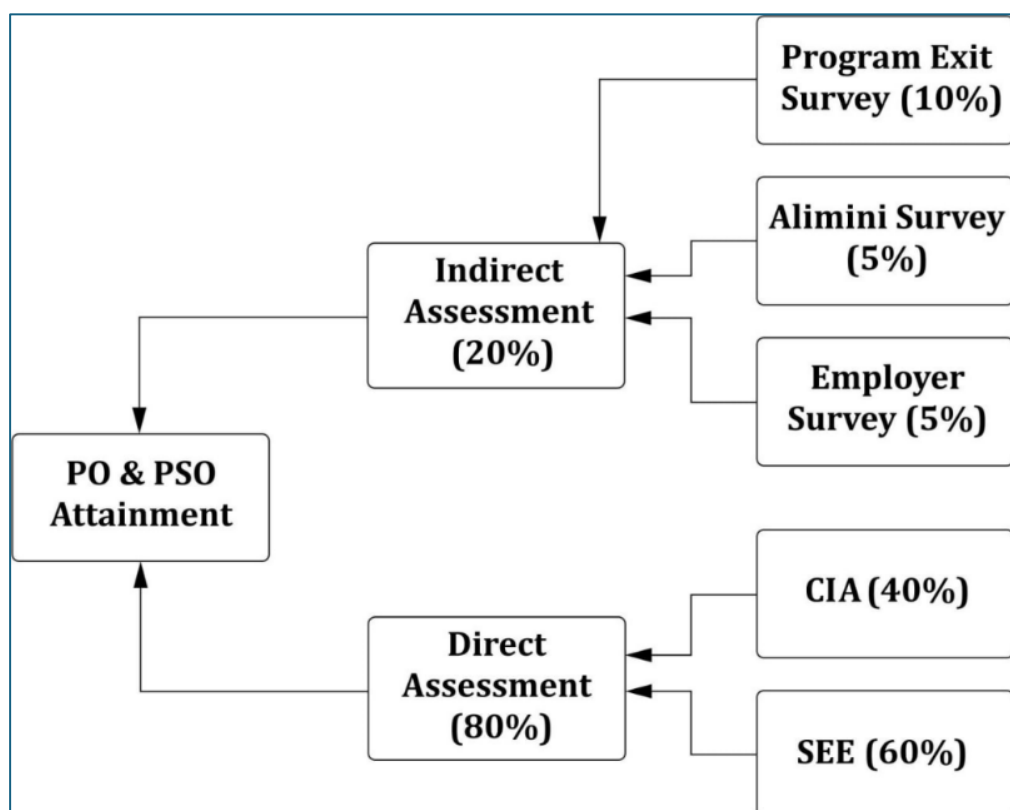 Program Exit
Survey (10%)
Alimini Survey
(5%)
Indirect
Assessment
(20%)
Employer
Survey (5%)
PO & PSO
Attainment
CIA (40%)
Direct
Assessment
(80%)
SEE (60%)